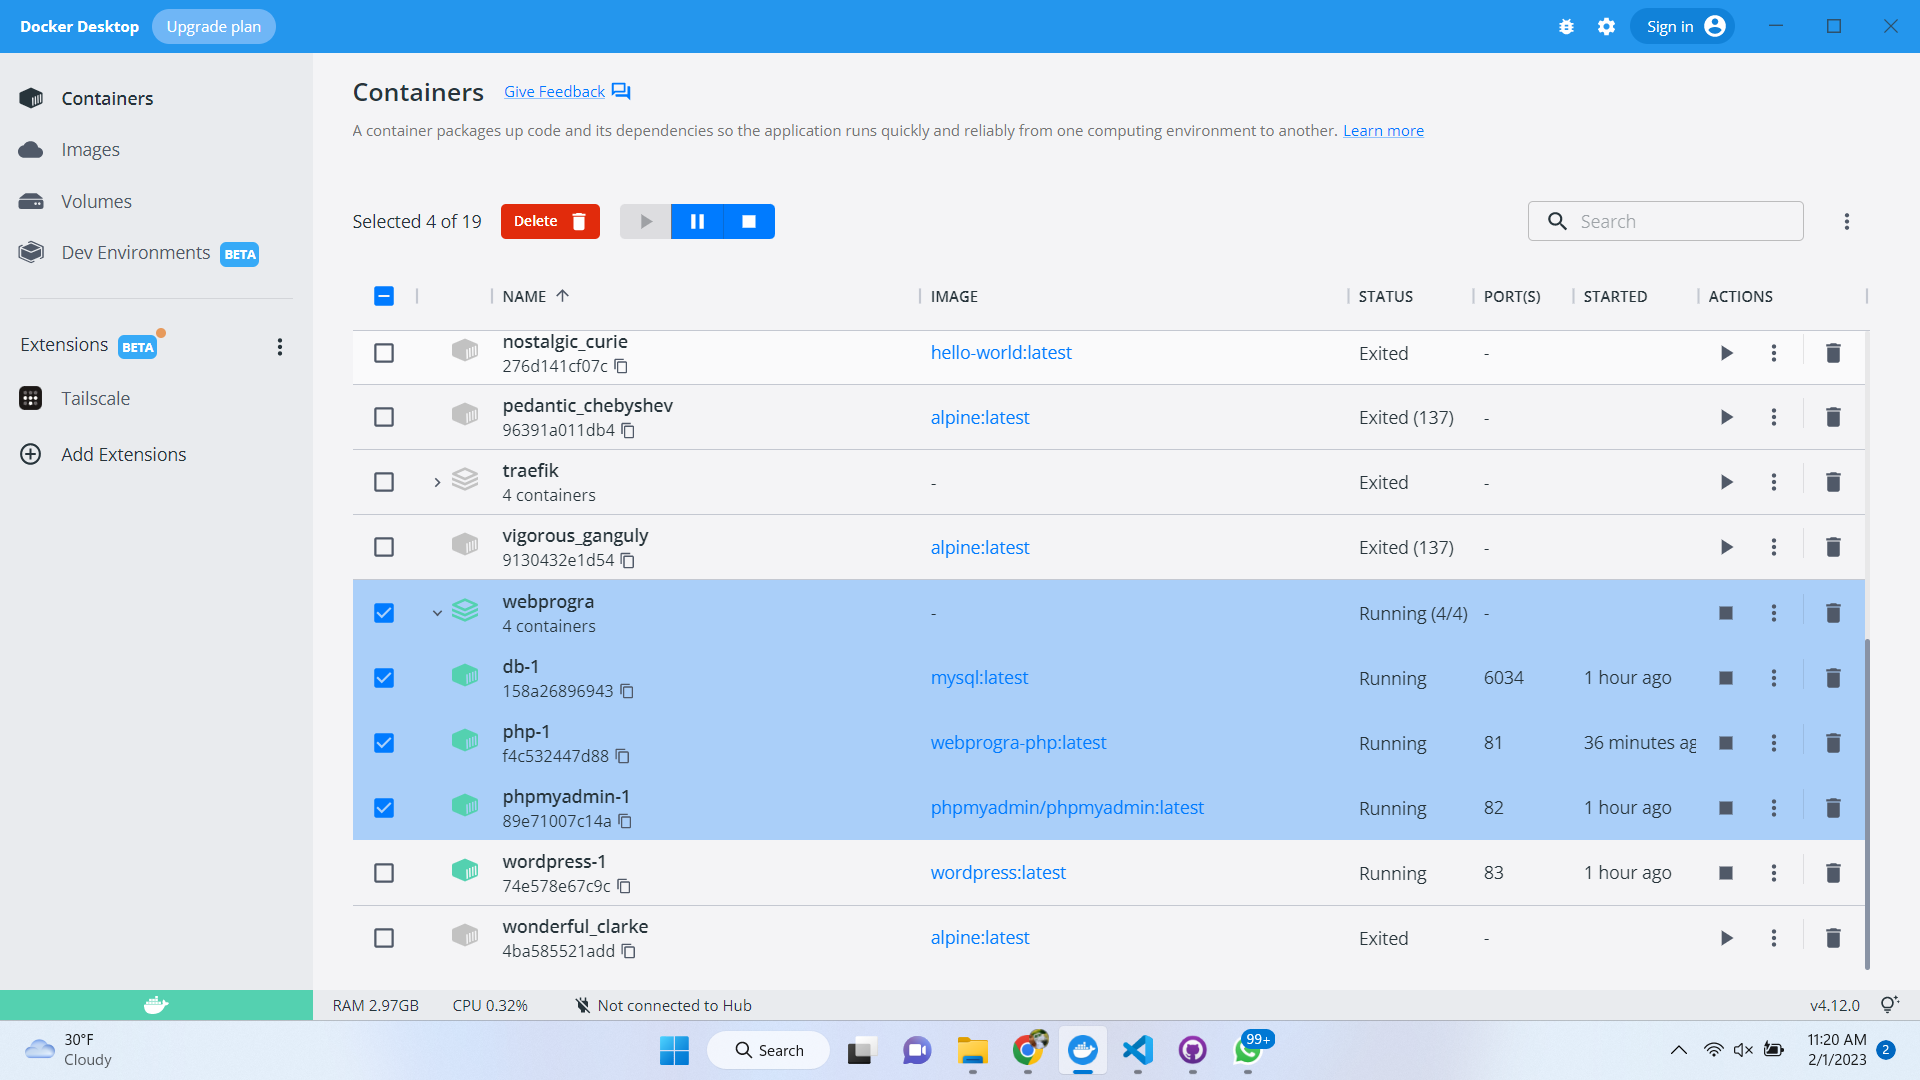 Docker Desktop Upgrade plan Sign in
Containers
Images
Volumes
Dev Environments BETA
Extensions BETA
Tailscale
Add Extensions
Containers Give Feedback
A container packages up code and its dependencies so the application runs quickly and reliably from one computing environment to another. Learn more
Selected 4 of 19 Delete Search
NAME IMAGE STATUS PORT(S) STARTED ACTIONS
nostalgic_curie
276d141cf07c hello-world:latest Exited -
pedantic_chebyshev
96391a011db4 alpine:latest Exited (137) -
traefik
4 containers - Exited -
vigorous_ganguly
9130432e1d54 alpine:latest Exited (137) -
webprogra
4 containers - Running (4/4) -
db-1
158a26896943 mysql:latest Running 6034 1 hour ago
php-1
f4c532447d88 webprogra-php:latest Running 81 36 minutes ag
phpmyadmin-1
89e71007c14a phpmyadmin/phpmyadmin:latest Running 82 1 hour ago
wordpress-1
74e578e67c9c wordpress:latest Running 83 1 hour ago
wonderful_clarke
4ba585521add alpine:latest Exited -
RAM 2.97GB CPU 0.32% Not connected to Hub v4.12.0
30°F
Cloudy
Search
99+
11:20 AM
2/1/2023
2